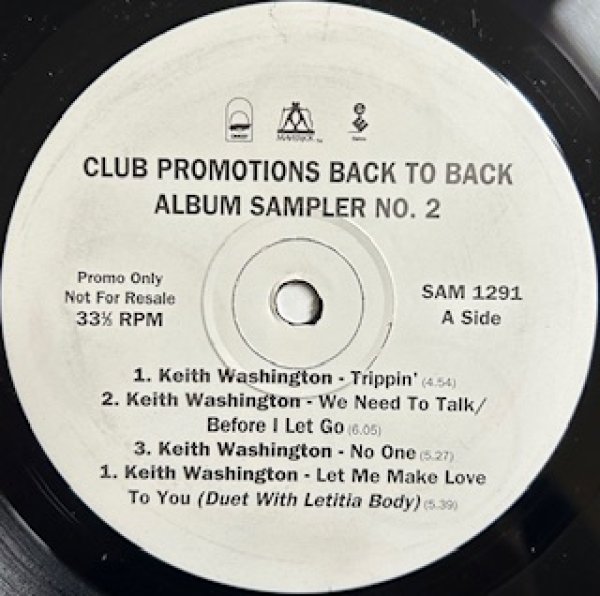 MAVERICK
CLUB PROMOTIONS BACK TO BACK
ALBUM SAMPLER NO. 2
Promo Only
Not For Resale
33⅓ RPM
SAM 1291
A Side
1. Keith Washington - Trippin' (4.54)
2. Keith Washington - We Need To Talk/
Before I Let Go (6.05)
3. Keith Washington - No One (5.27)
1. Keith Washington - Let Me Make Love
To You (Duet With Letitia Body) (5.39)